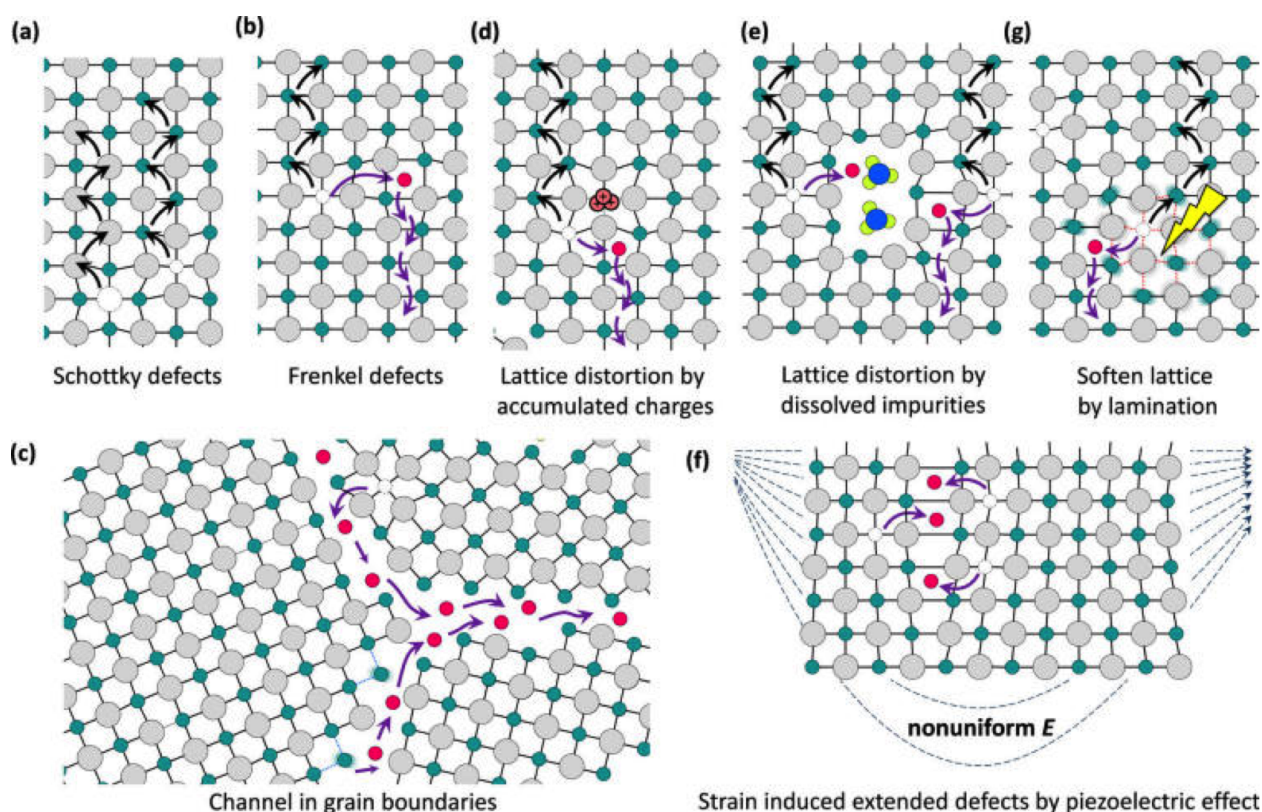 (a)
(b)
(d)
(e)
(g)
Schottky defects
Frenkel defects
Lattice distortion by
accumulated charges
Lattice distortion by
dissolved impurities
Soften lattice
by lamination
(c)
(f)
nonuniform E
Channel in grain boundaries
Strain induced extended defects by piezoelectric effect